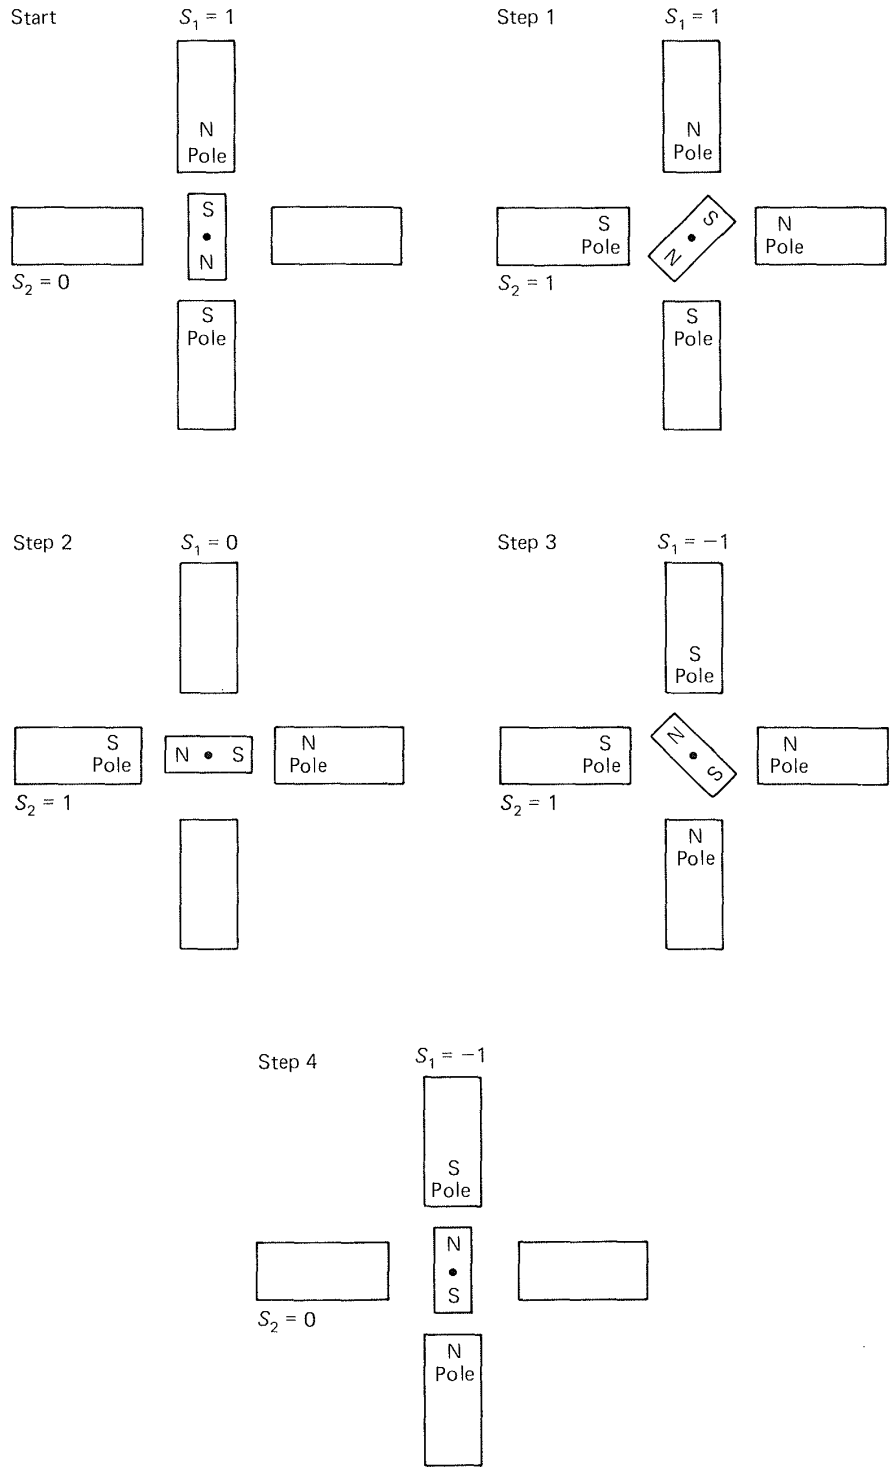 Start
S₁ = 1
N
Pole
S
N
S₂ = 0
S
Pole
Step 1
S₁ = 1
N
Pole
S
Pole
S
N
N
Pole
S₂ = 1
S
Pole
Step 2
S₁ = 0
S
Pole
N S
N
Pole
S₂ = 1
Step 3
S₁ = −1
S
Pole
S
Pole
N
S
N
Pole
S₂ = 1
N
Pole
Step 4
S₁ = −1
S
Pole
N
S
S₂ = 0
N
Pole